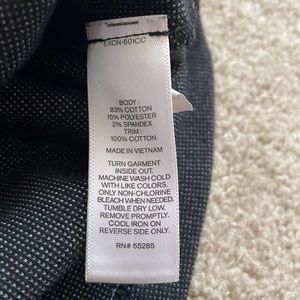 EXCN-601CC
BODY:
83% COTTON
15% POLYESTER
2% SPANDEX
TRIM:
100% COTTON
MADE IN VIETNAM
TURN GARMENT
INSIDE OUT.
MACHINE WASH COLD
WITH LIKE COLORS.
ONLY NON-CHLORINE
BLEACH WHEN NEEDED.
TUMBLE DRY LOW.
REMOVE PROMPTLY.
COOL IRON ON
REVERSE SIDE ONLY.
RN# 55285